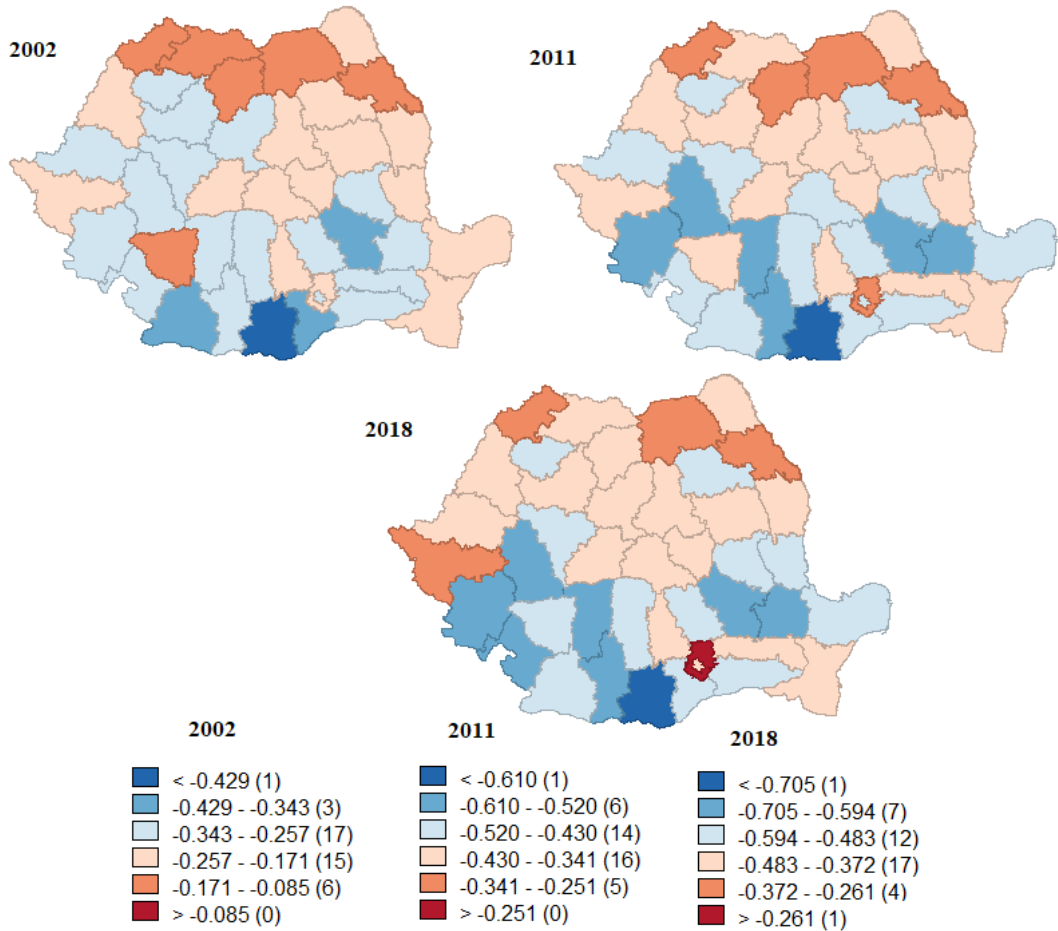 2002
2011
2018
2002
< -0.429 (1)
-0.429 - -0.343 (3)
-0.343 - -0.257 (17)
-0.257 - -0.171 (15)
-0.171 - -0.085 (6)
> -0.085 (0)
2011
< -0.610 (1)
-0.610 - -0.520 (6)
-0.520 - -0.430 (14)
-0.430 - -0.341 (16)
-0.341 - -0.251 (5)
> -0.251 (0)
2018
< -0.705 (1)
-0.705 - -0.594 (7)
-0.594 - -0.483 (12)
-0.483 - -0.372 (17)
-0.372 - -0.261 (4)
> -0.261 (1)